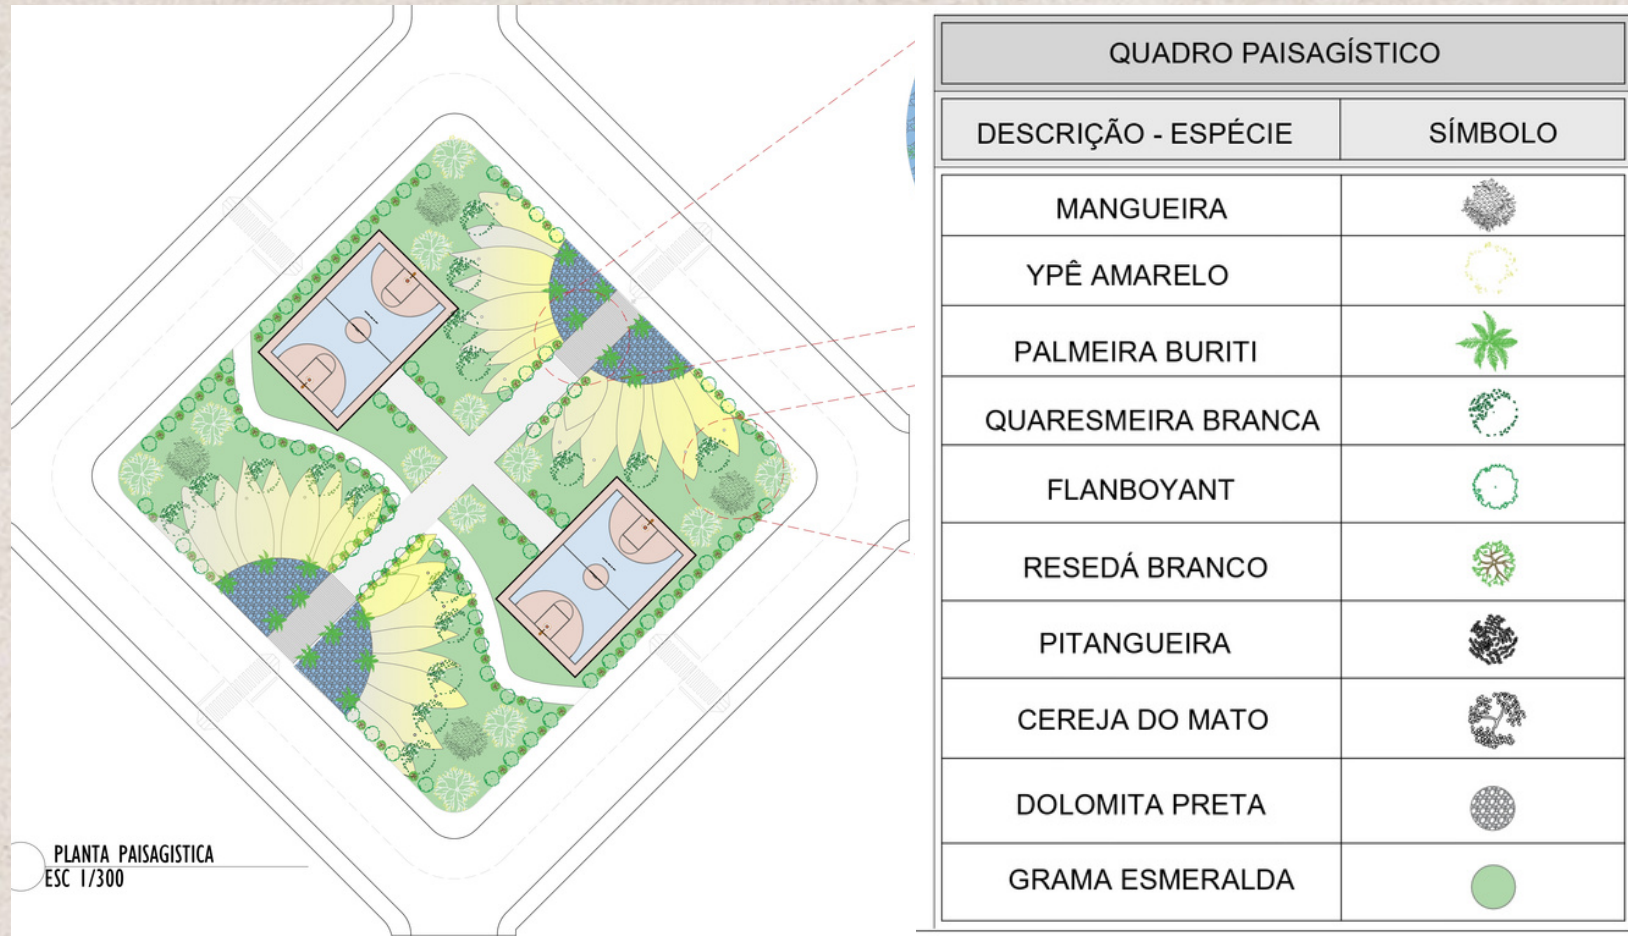 QUADRO PAISAGÍSTICO
DESCRIÇÃO - ESPÉCIE SÍMBOLO
MANGUEIRA
YPÊ AMARELO
PALMEIRA BURITI
QUARESMEIRA BRANCA
FLANBOYANT
RESEDÁ BRANCO
PITANGUEIRA
CEREJA DO MATO
DOLOMITA PRETA
GRAMA ESMERALDA
PLANTA PAISAGISTICA
ESC 1/300